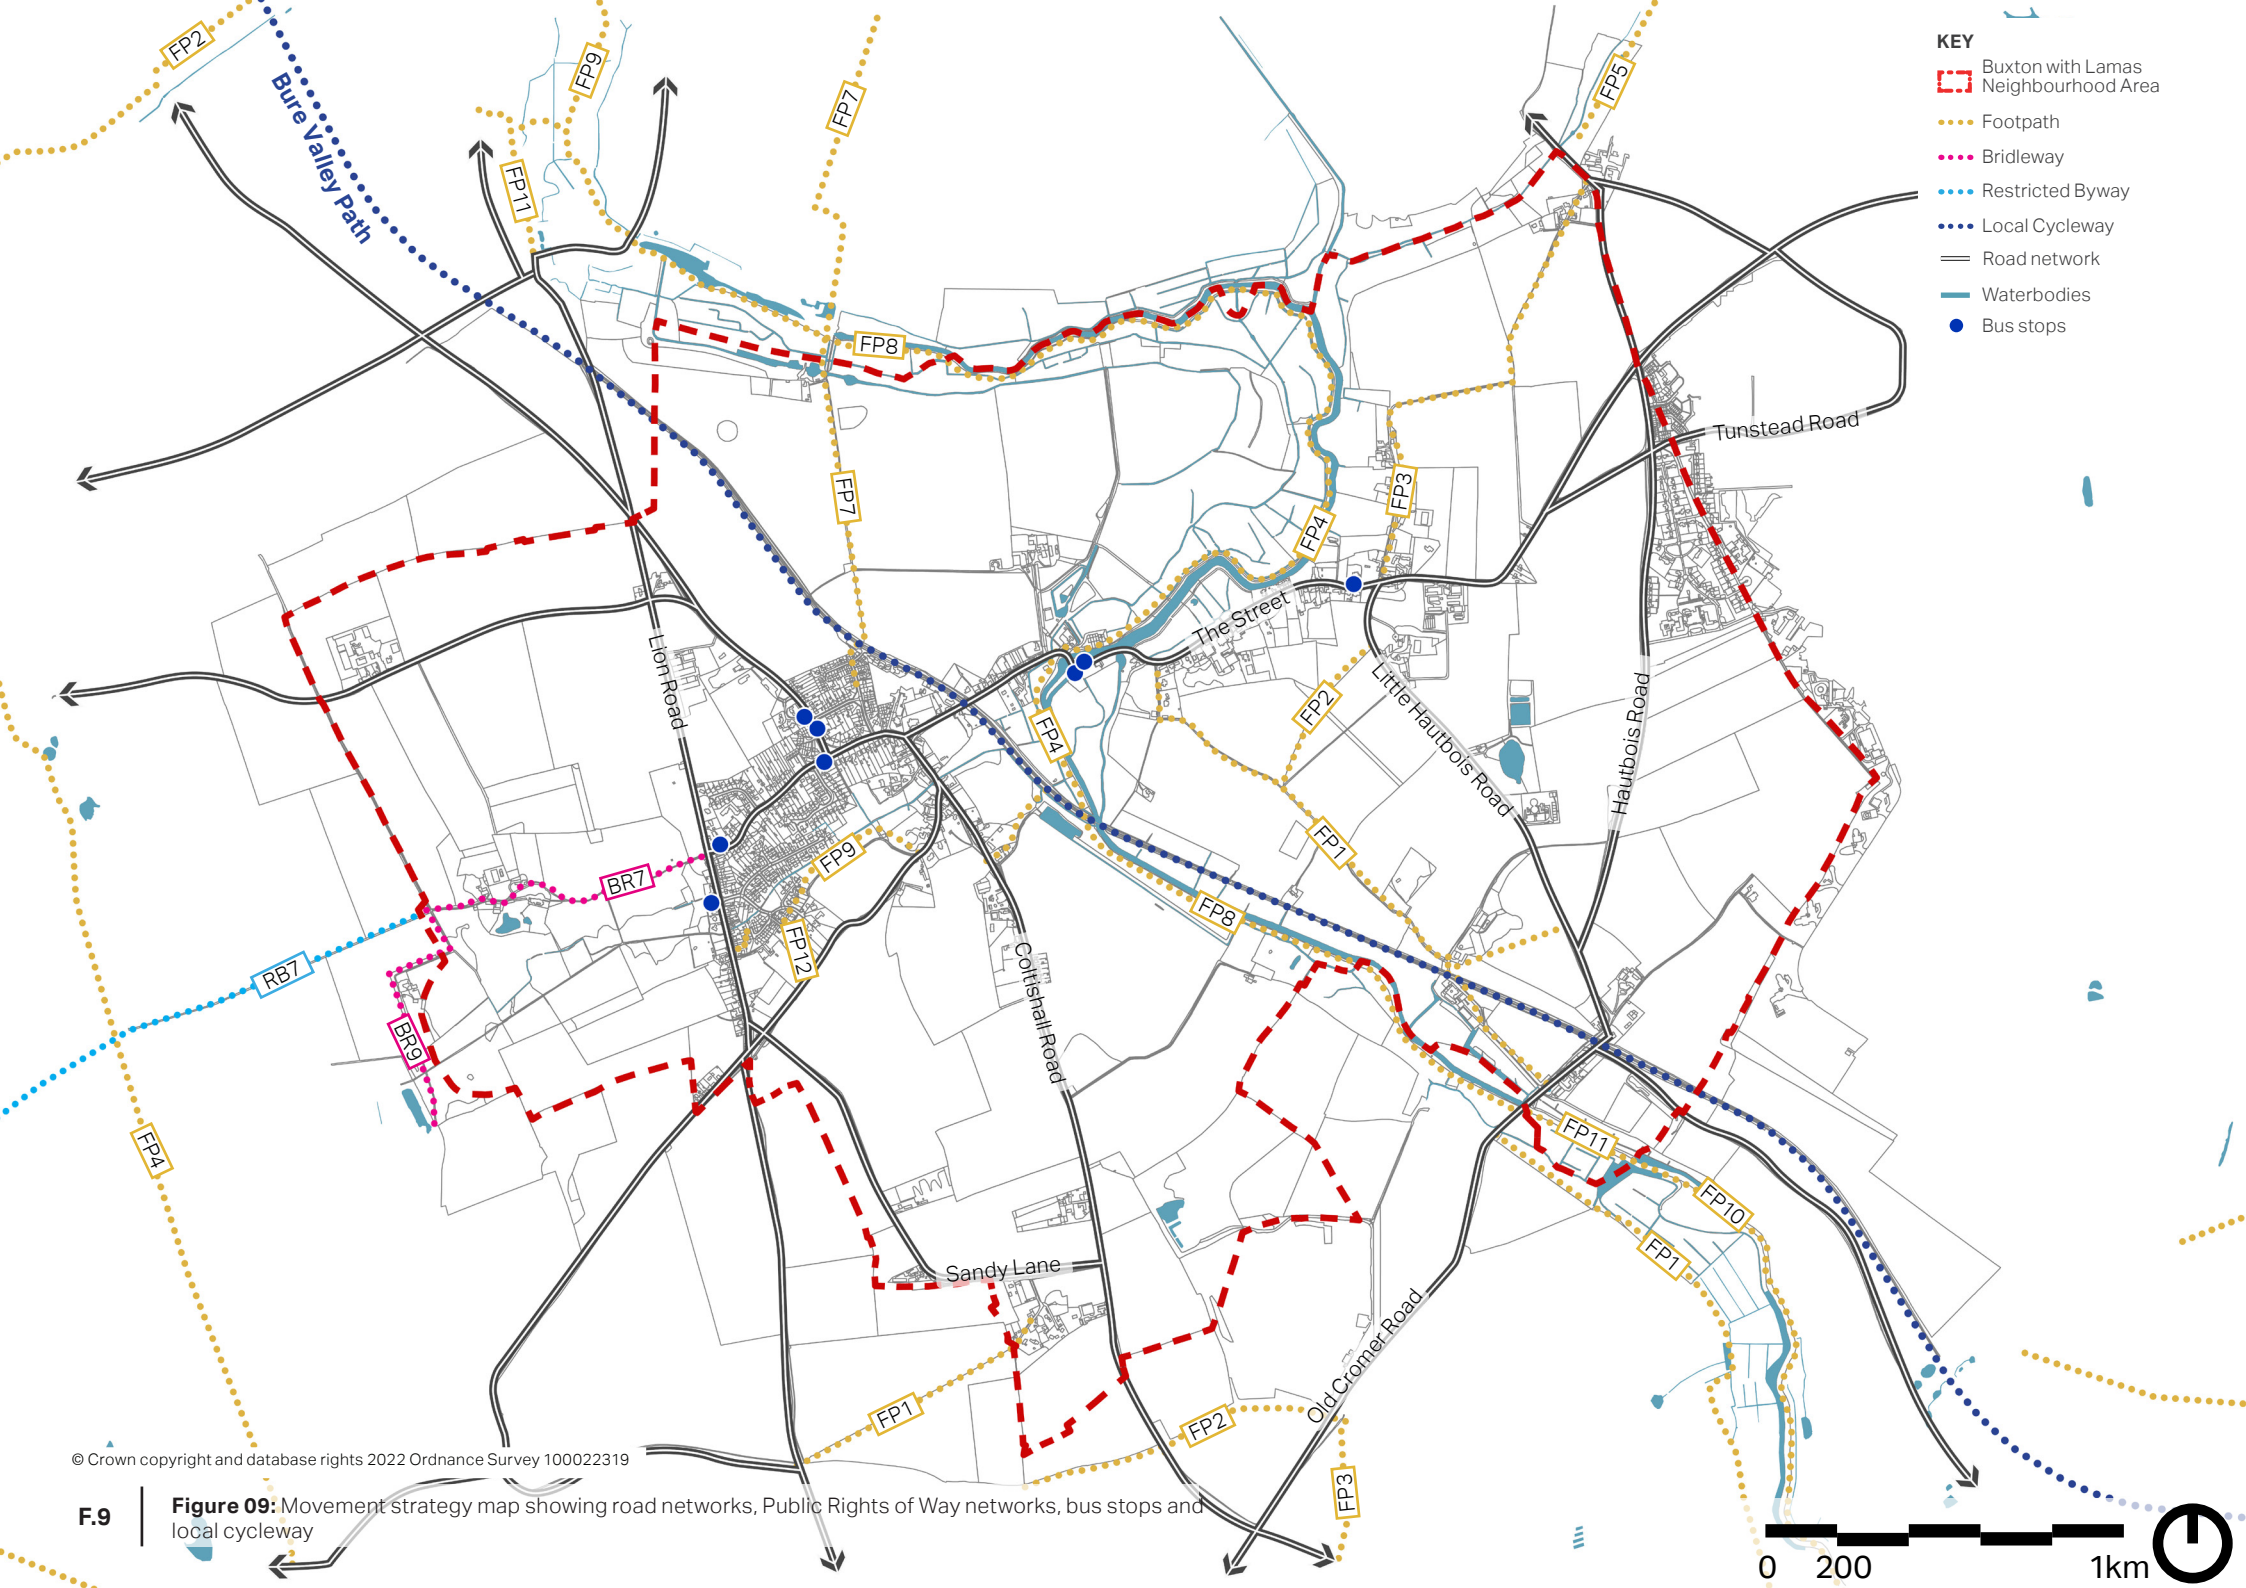 KEY
Buxton with Lamas
Neighbourhood Area
Footpath
Bridleway
Restricted Byway
Local Cycleway
Road network
Waterbodies
Bus stops
FP2
Bure Valley Path
FP9
FP11
FP7
FP5
FP8
Tunstead Road
FP7
FP3
FP4
The Street
Lion Road
FP2
Little Hautbois Road
Hautbois Road
FP4
FP1
FP9
BR7
FP8
FP12
RB7
BR9
Coltishall Road
FP4
FP11
FP10
FP1
Sandy Lane
Old Cromer Road
FP1
FP2
FP3
© Crown copyright and database rights 2022 Ordnance Survey 100022319
F.9
Figure 09: Movement strategy map showing road networks, Public Rights of Way networks, bus stops and
local cycleway
0 200 1km